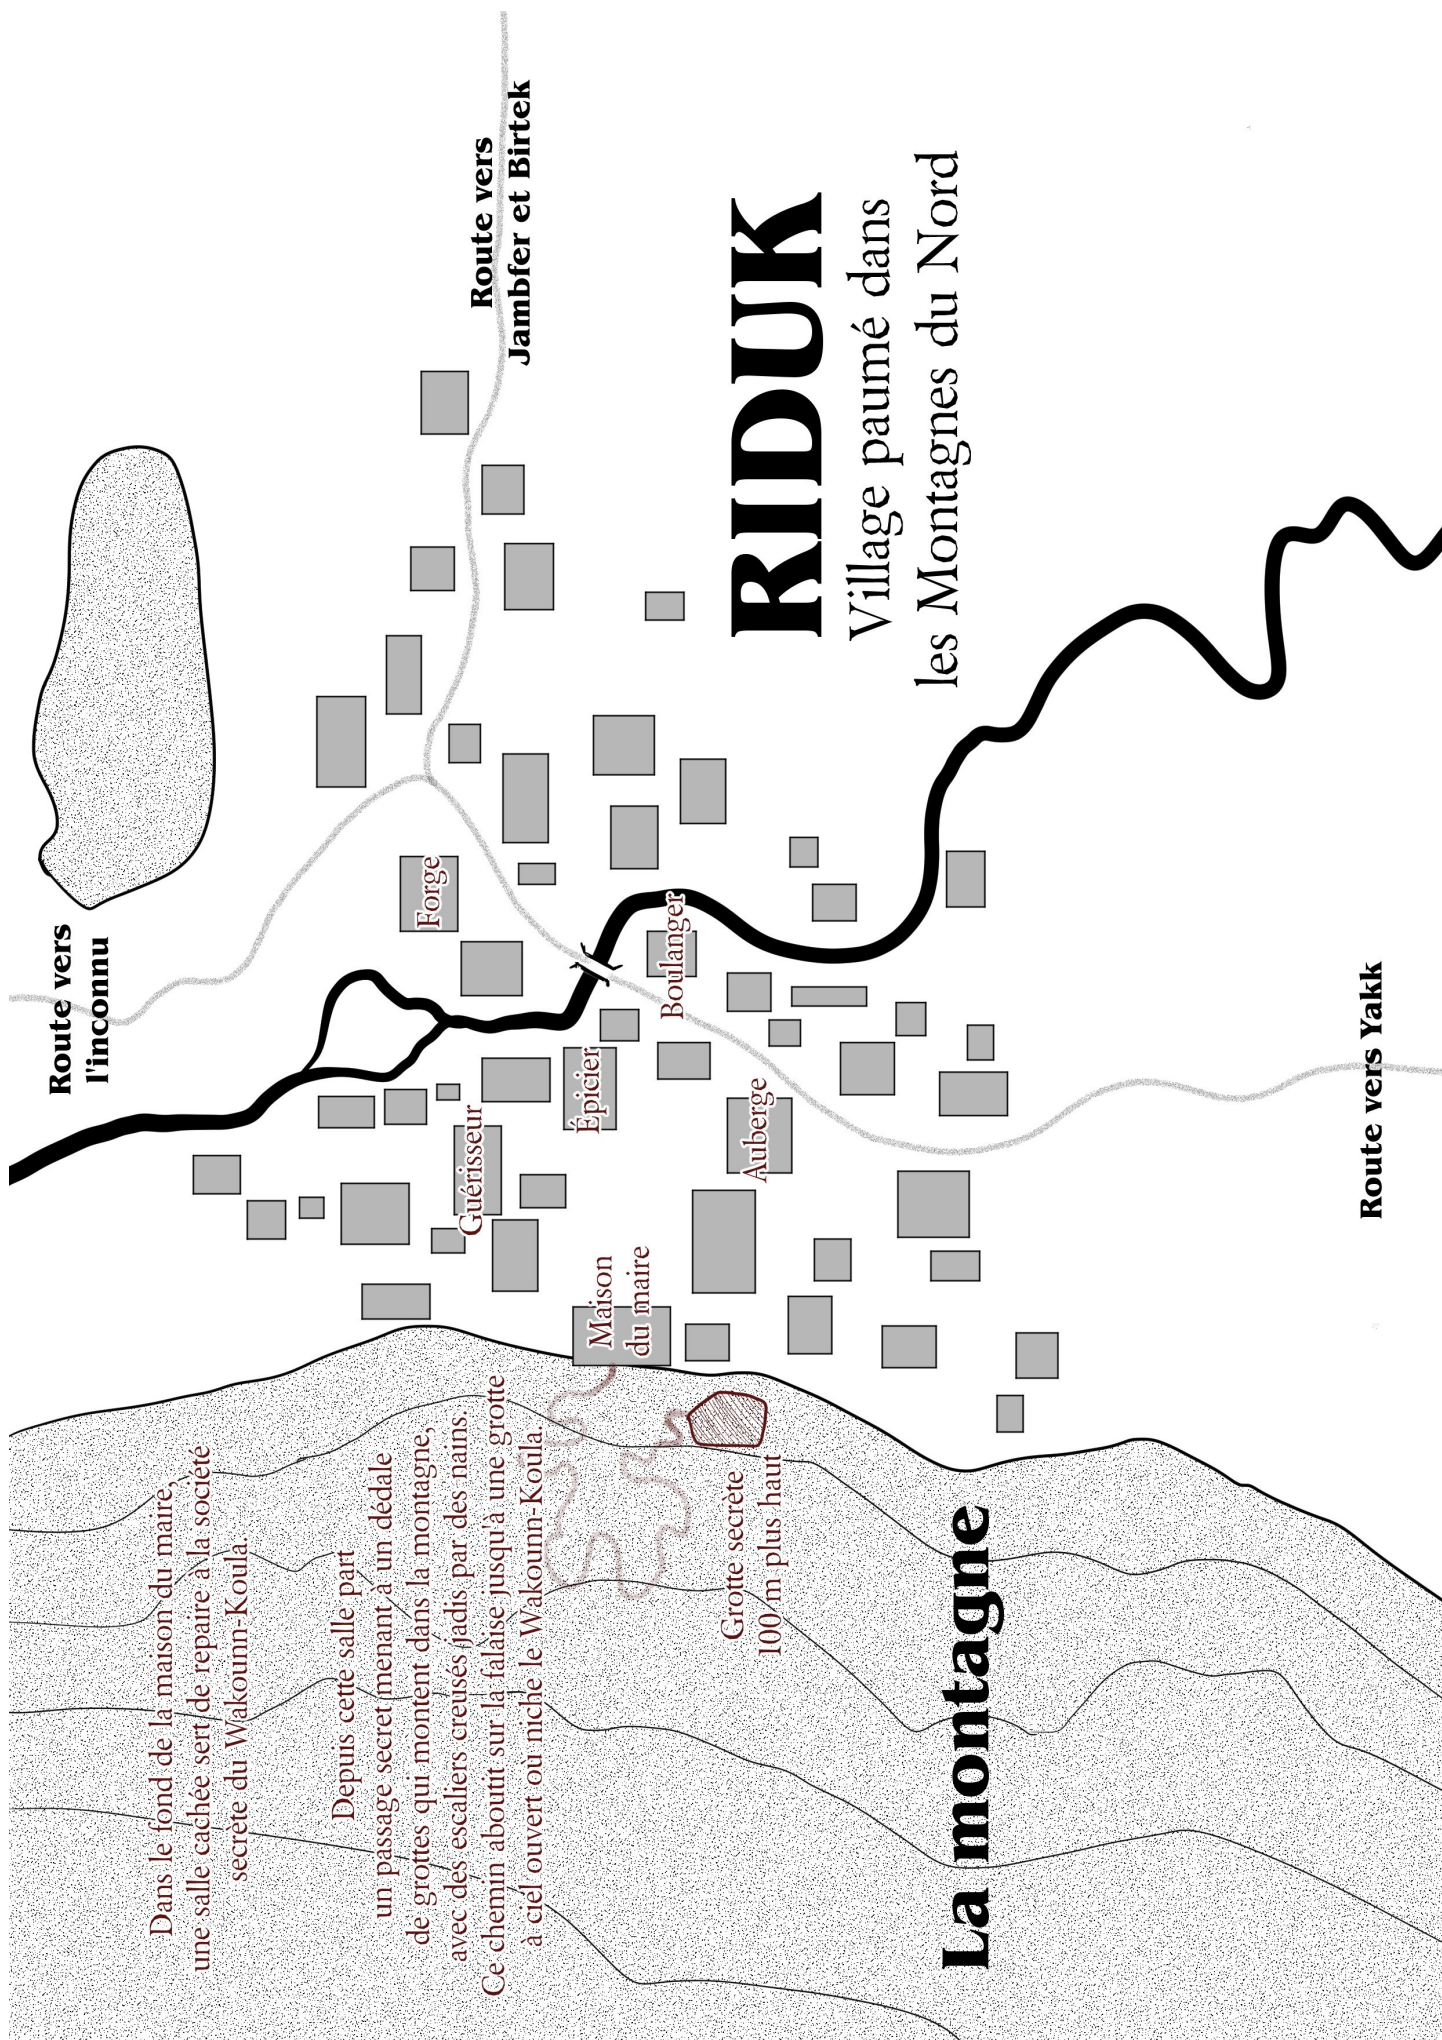 Dans le fond de la maison du maire,
une salle cachée sert de repaire à la société
secrète du Wakounn-Koula.
Depuis cette salle part
un passage secret menant à un dédale
de grottes qui montent dans la montagne,
avec des escaliers creusés jadis par des nains.
Ce chemin aboutit sur la falaise jusqu'à une grotte
à ciel ouvert ou niche le Wakounn-Koula.
Route vers
l'inconnu
Route vers
Jambfer et Birtek
Forge
Guérisseur
Épicier
Boulanger
Maison
du maire
Auberge
Grotte secrète
100 m plus haut
RIDUK
Village paumé dans
les Montagnes du Nord
La montagne
Route vers Yakk